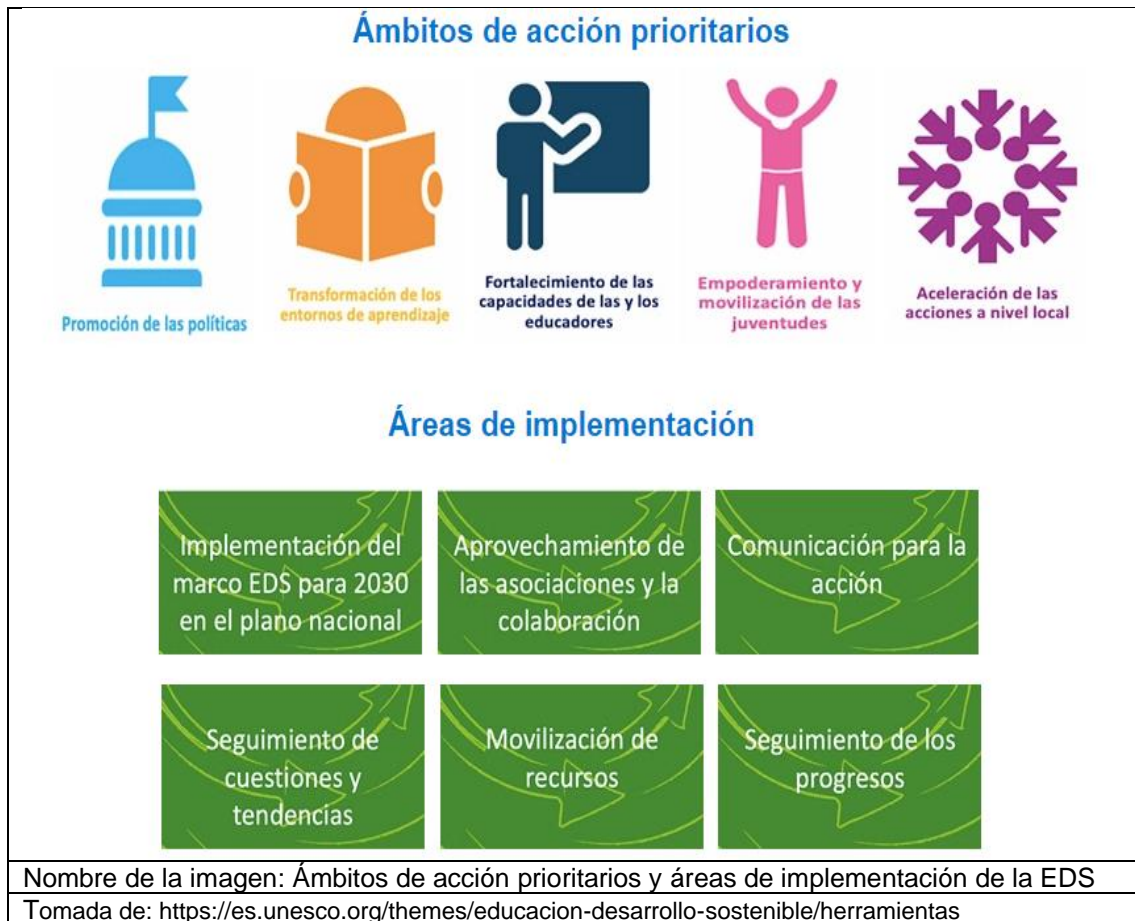 Ámbitos de acción prioritarios
Promoción de las políticas
Transformación de los
entornos de aprendizaje
Fortalecimiento de las
capacidades de las y los
educadores
Empoderamiento y
movilización de las
juventudes
Aceleración de las
acciones a nivel local
Áreas de implementación
Implementación del
marco EDS para 2030
en el plano nacional
Aprovechamiento de
las asociaciones y la
colaboración
Comunicación para la
acción
Seguimiento de
cuestiones y
tendencias
Movilización de
recursos
Seguimiento de los
progresos
Nombre de la imagen: Ámbitos de acción prioritarios y áreas de implementación de la EDS
Tomada de: https://es.unesco.org/themes/educacion-desarrollo-sostenible/herramientas